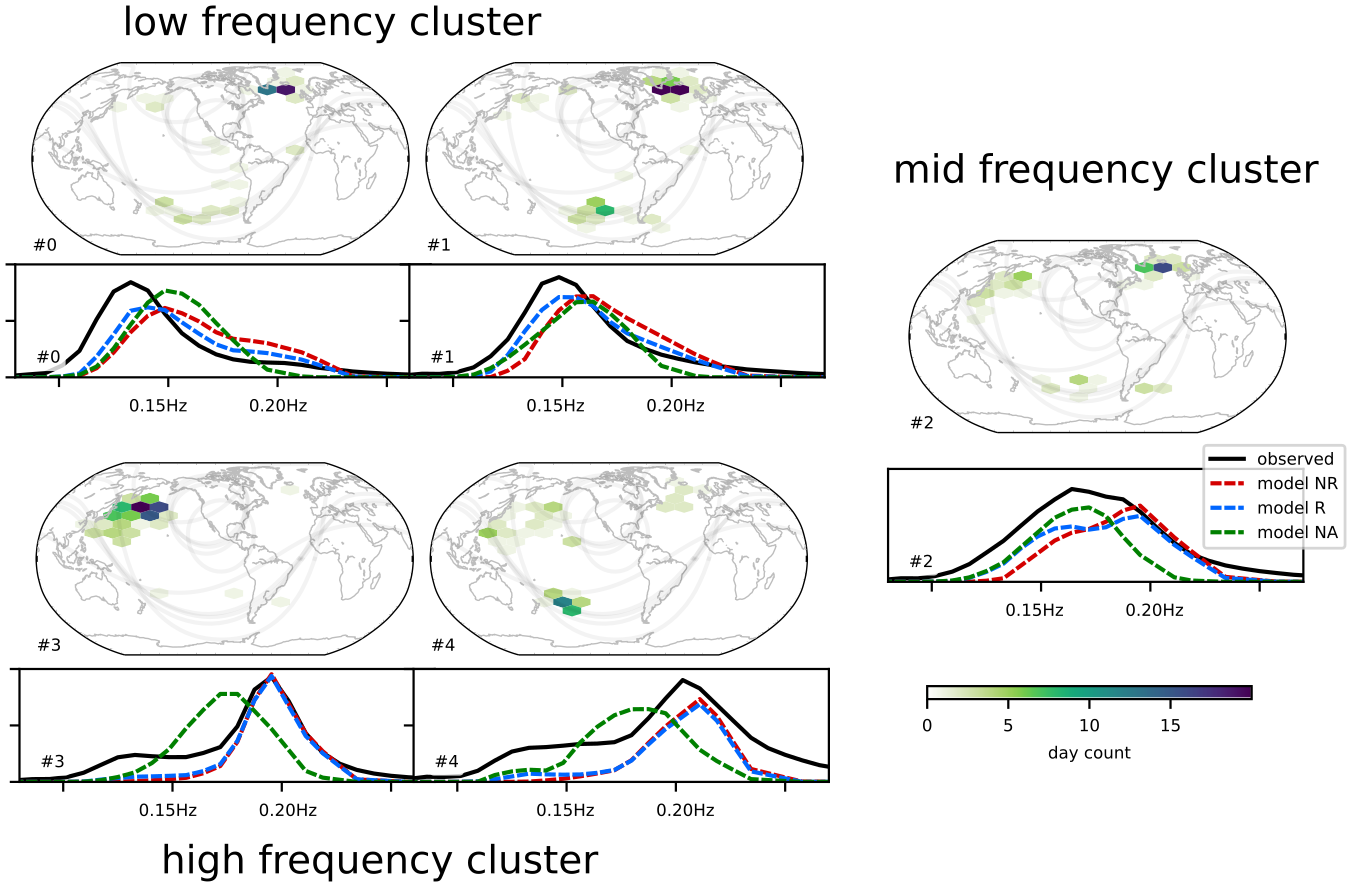 low frequency cluster
#0
#1
#0
#1
0.15Hz 0.20Hz
0.15Hz 0.20Hz
mid frequency cluster
#2
#2
observed
model NR
model R
model NA
0.15Hz 0.20Hz
#3
#4
#3
#4
0.15Hz 0.20Hz
0.15Hz 0.20Hz
0 5 10 15
day count
high frequency cluster